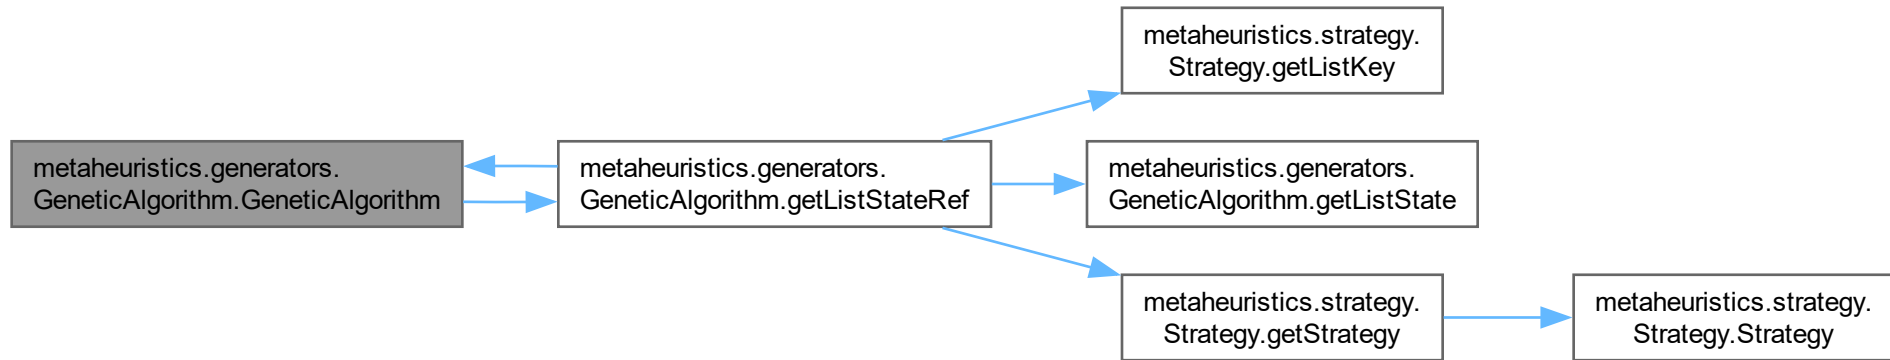 metaheuristics.strategy.
Strategy.getListKey
metaheuristics.generators.
GeneticAlgorithm.GeneticAlgorithm
metaheuristics.generators.
GeneticAlgorithm.getListStateRef
metaheuristics.generators.
GeneticAlgorithm.getListState
metaheuristics.strategy.
Strategy.getStrategy
metaheuristics.strategy.
Strategy.Strategy